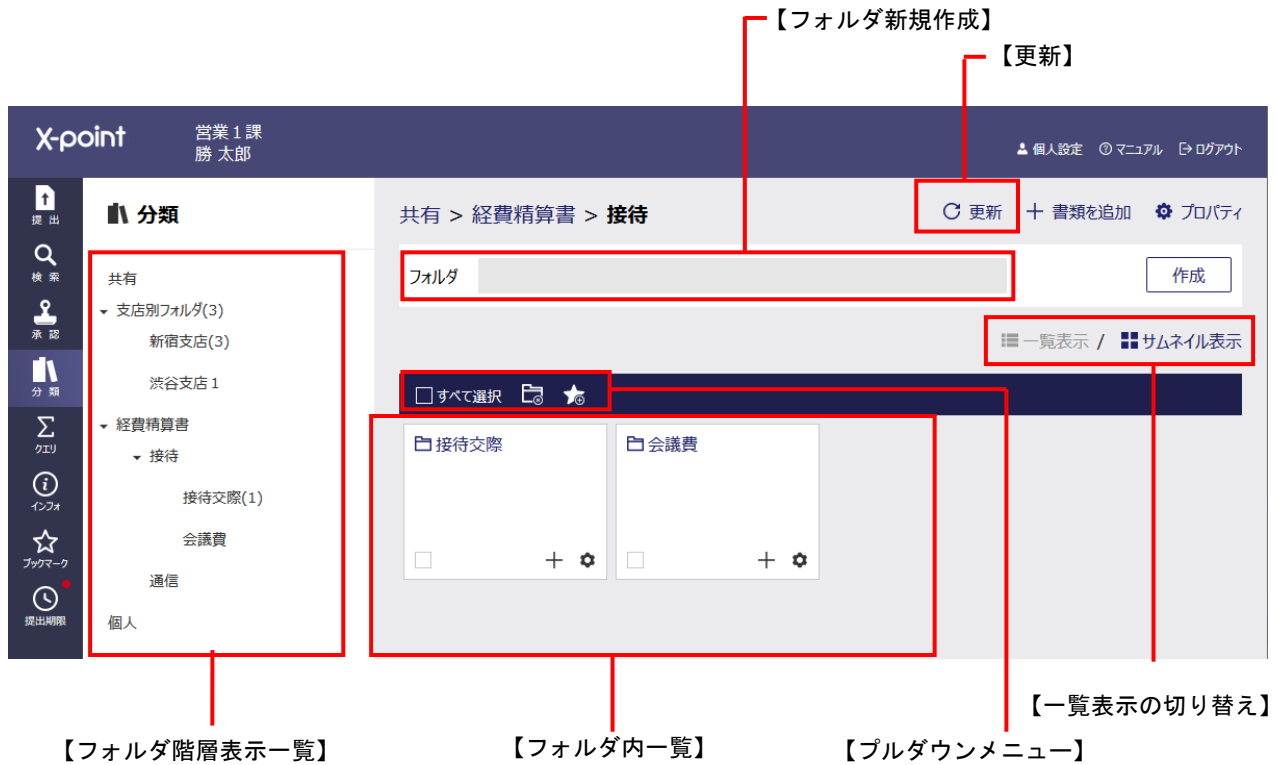 【フォルダ新規作成】
【更新】
X-point
営業1課
勝 太郎
個人設定 マニュアル ログアウト
提 出
検 索
承 認
分 類
クエリ
インフォ
ブックマーク
提出期限
分類
共有
支店別フォルダ(3)
新宿支店(3)
渋谷支店1
経費精算書
接待
接待交際(1)
会議費
通信
個人
共有 > 経費精算書 > 接待
更新 書類を追加 プロパティ
フォルダ 作成
一覧表示 / サムネイル表示
すべて選択
接待交際 会議費
【一覧表示の切り替え】
【フォルダ階層表示一覧】 【フォルダ内一覧】 【プルダウンメニュー】